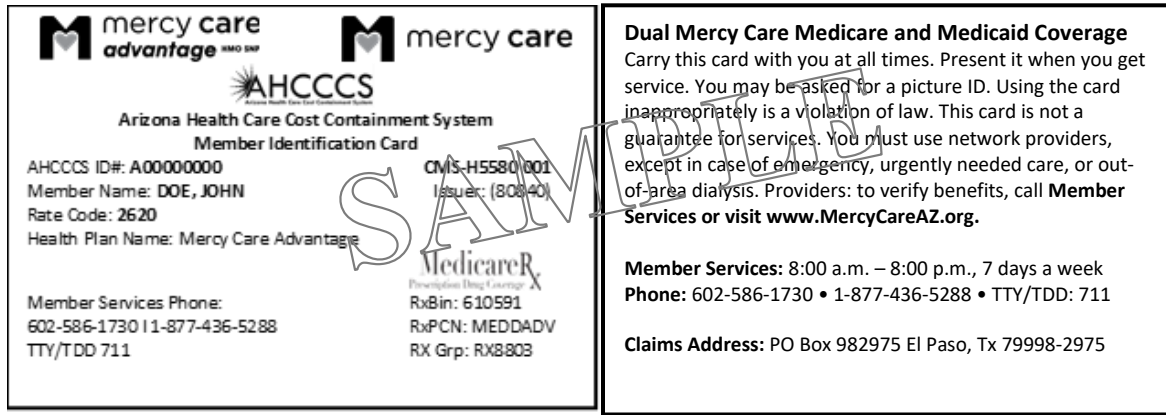 mercy care
advantage HMO SNP
mercy care
AHCCCS
Arizona Health Care Cost Containment System
Arizona Health Care Cost Containment System
Member Identification Card
AHCCCS ID#: A00000000
CMS-H5580 001
Member Name: DOE, JOHN
Issuer: (80840)
Rate Code: 2620
Health Plan Name: Mercy Care Advantage
MedicareRx
Prescription Drug Coverage X
Member Services Phone:
RxBin: 610591
602-586-1730 I 1-877-436-5288
RxPCN: MEDDADV
TTY/TDD 711
RX Grp: RX8803
SAMPLE
Dual Mercy Care Medicare and Medicaid Coverage
Carry this card with you at all times. Present it when you get
service. You may be asked for a picture ID. Using the card
inappropriately is a violation of law. This card is not a
guarantee for services. You must use network providers,
except in case of emergency, urgently needed care, or out-
of-area dialysis. Providers: to verify benefits, call Member
Services or visit www.MercyCareAZ.org.
Member Services: 8:00 a.m. – 8:00 p.m., 7 days a week
Phone: 602-586-1730 • 1-877-436-5288 • TTY/TDD: 711
Claims Address: PO Box 982975 El Paso, Tx 79998-2975